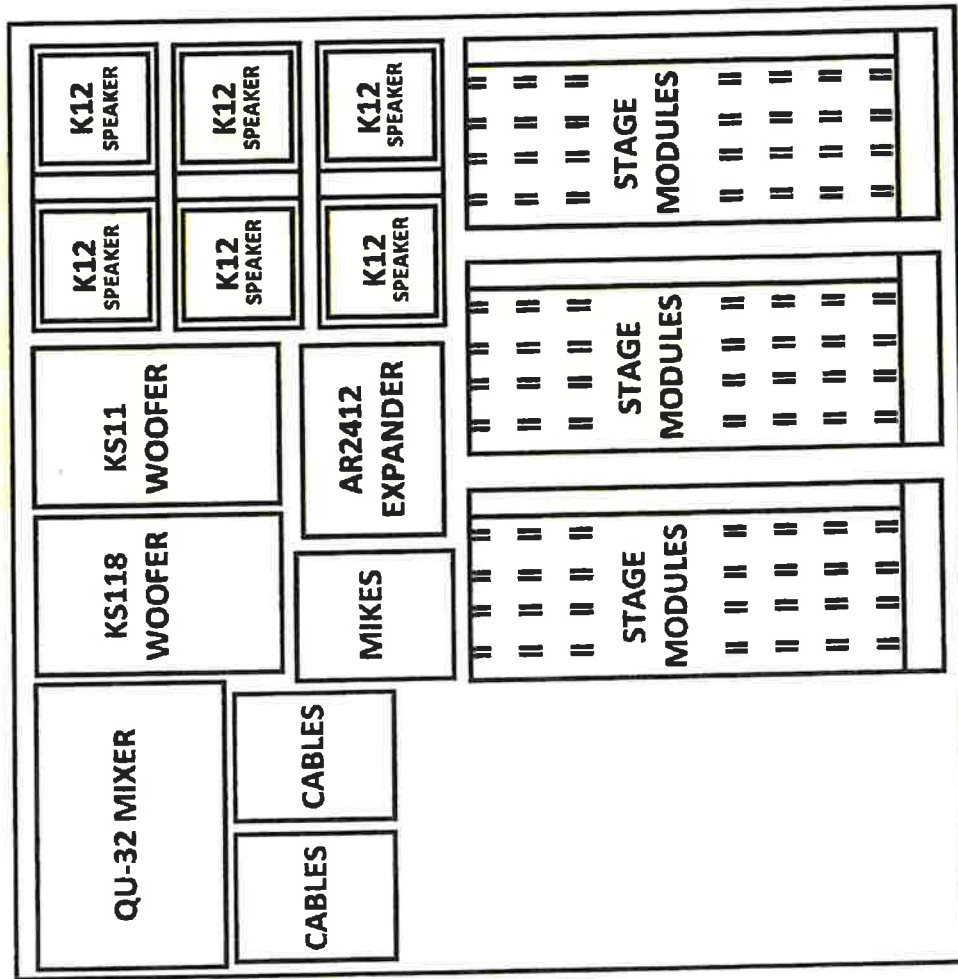 QU-32 MIXER
KS118
WOOFER
KS11
WOOFER
K12
SPEAKER
K12
SPEAKER
K12
SPEAKER
K12
SPEAKER
CABLES
CABLES
MIKES
AR2412
EXPANDER
K12
SPEAKER
K12
SPEAKER
STAGE
MODULES
STAGE
MODULES
STAGE
MODULES